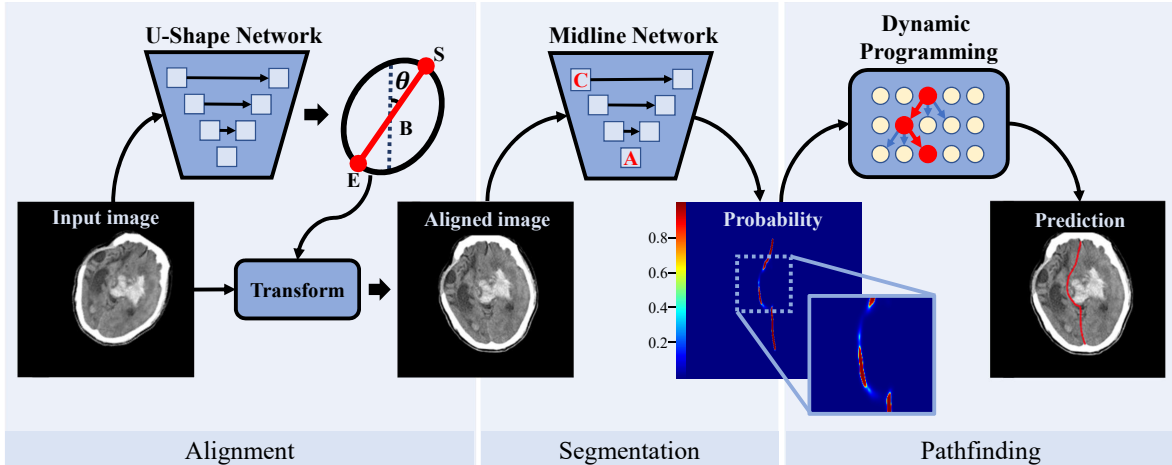 U-Shape Network
S
θ
B
E
Input image
Transform
Aligned image
Alignment
Midline Network
C
A
Probability
0.8
0.6
0.4
0.2
Segmentation
Dynamic
Programming
Prediction
Pathfinding